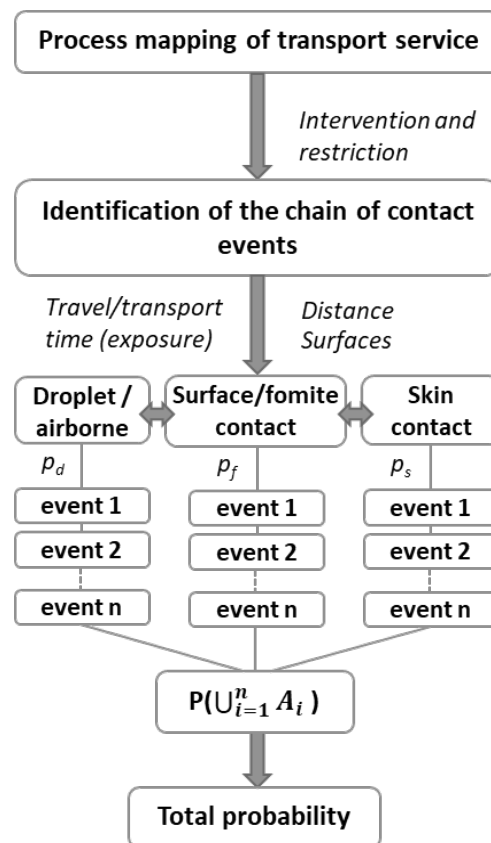 Process mapping of transport service
Intervention and
restriction
Identification of the chain of contact
events
Travel/transport
time (exposure)
Distance
Surfaces
Droplet /
airborne
Surface/fomite
contact
Skin
contact
p_d
p_f
p_s
event 1
event 1
event 1
event 2
event 2
event 2
event n
event n
event n
P(⋃ⁿᵢ₌₁ Aᵢ )
Total probability